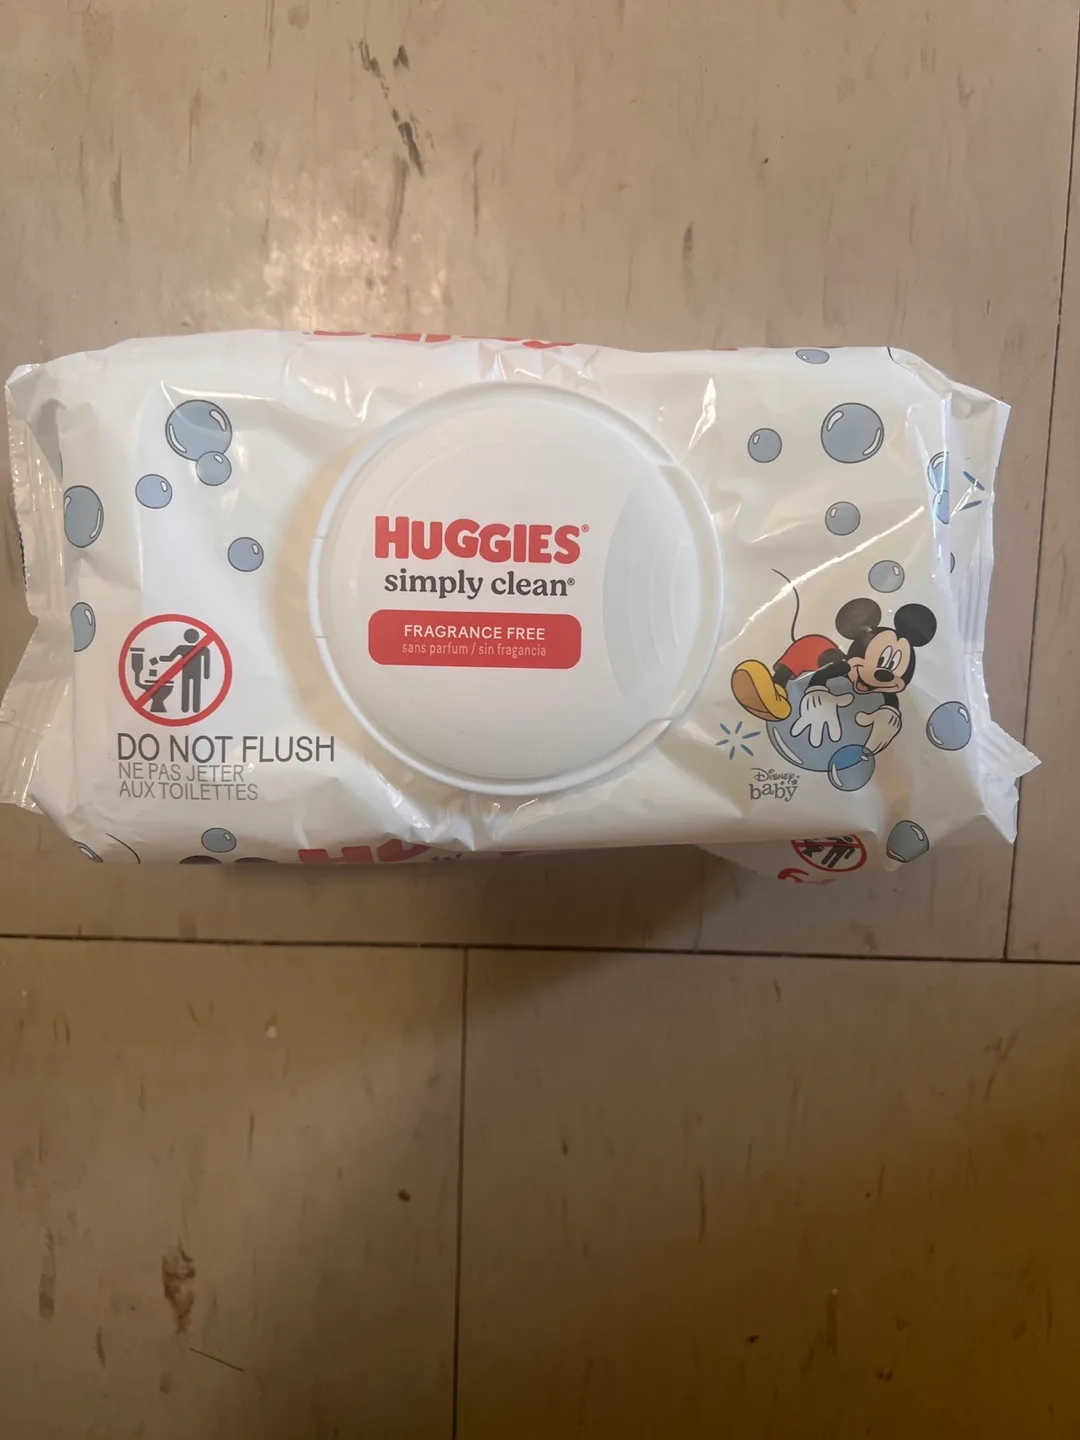 HUGGIES®
simply clean®
FRAGRANCE FREE
sans parfum / sin fragancia
DO NOT FLUSH
NE PAS JETER
AUX TOILETTES
Disney
baby